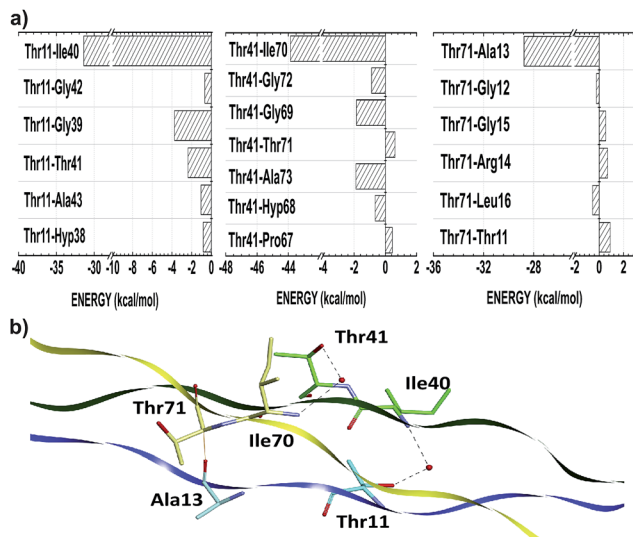 a)
Thr11-Ile40
Thr11-Gly42
Thr11-Gly39
Thr11-Thr41
Thr11-Ala43
Thr11-Hyp38
-40 -35 -30 -10 -8 -6 -4 -2 0
ENERGY (kcal/mol)
Thr41-Ile70
Thr41-Gly72
Thr41-Gly69
Thr41-Thr71
Thr41-Ala73
Thr41-Hyp68
Thr41-Pro67
-48 -46 -44 -4 -2 0 2
ENERGY (kcal/mol)
Thr71-Ala13
Thr71-Gly12
Thr71-Gly15
Thr71-Arg14
Thr71-Leu16
Thr71-Thr11
-36 -32 -28 -2 0 2
ENERGY (kcal/mol)
b)
Thr41
Ile40
Thr71
Ile70
Ala13
Thr11